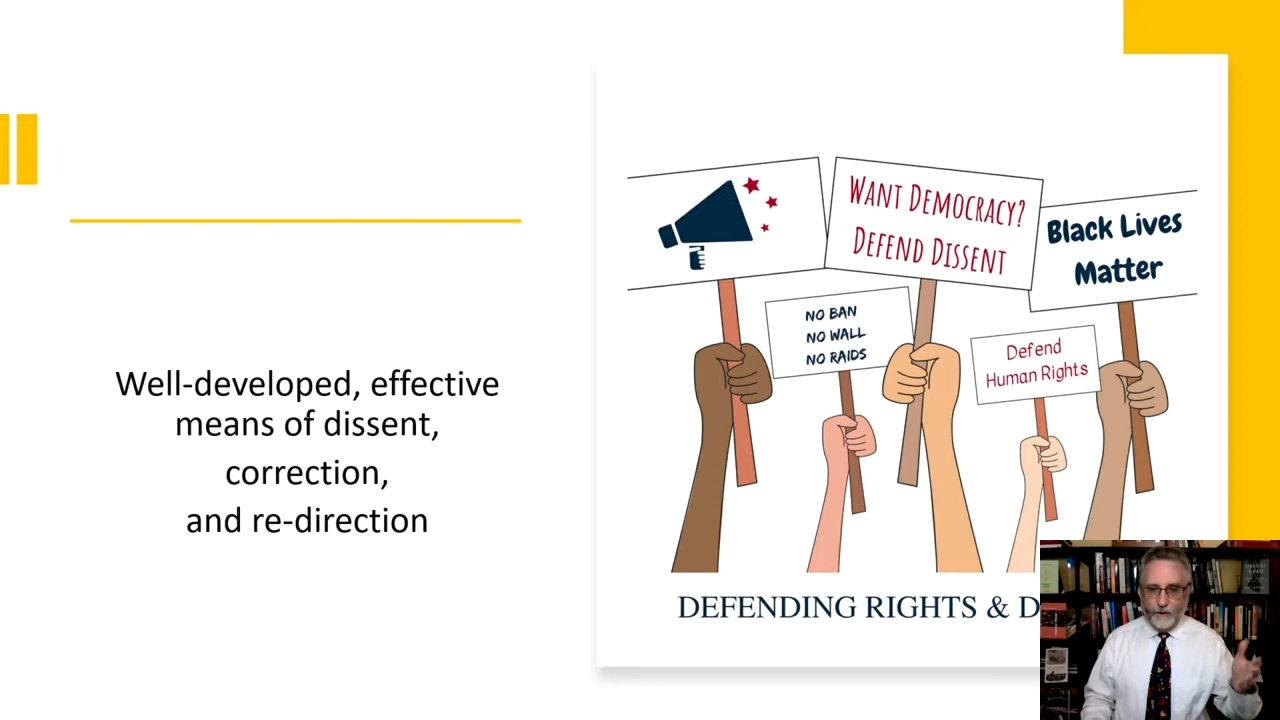 Well-developed, effective
means of dissent,
correction,
and re-direction
WANT DEMOCRACY?
DEFEND DISSENT
Black Lives
Matter
NO BAN
NO WALL
NO RAIDS
Defend
Human Rights
DEFENDING RIGHTS & D